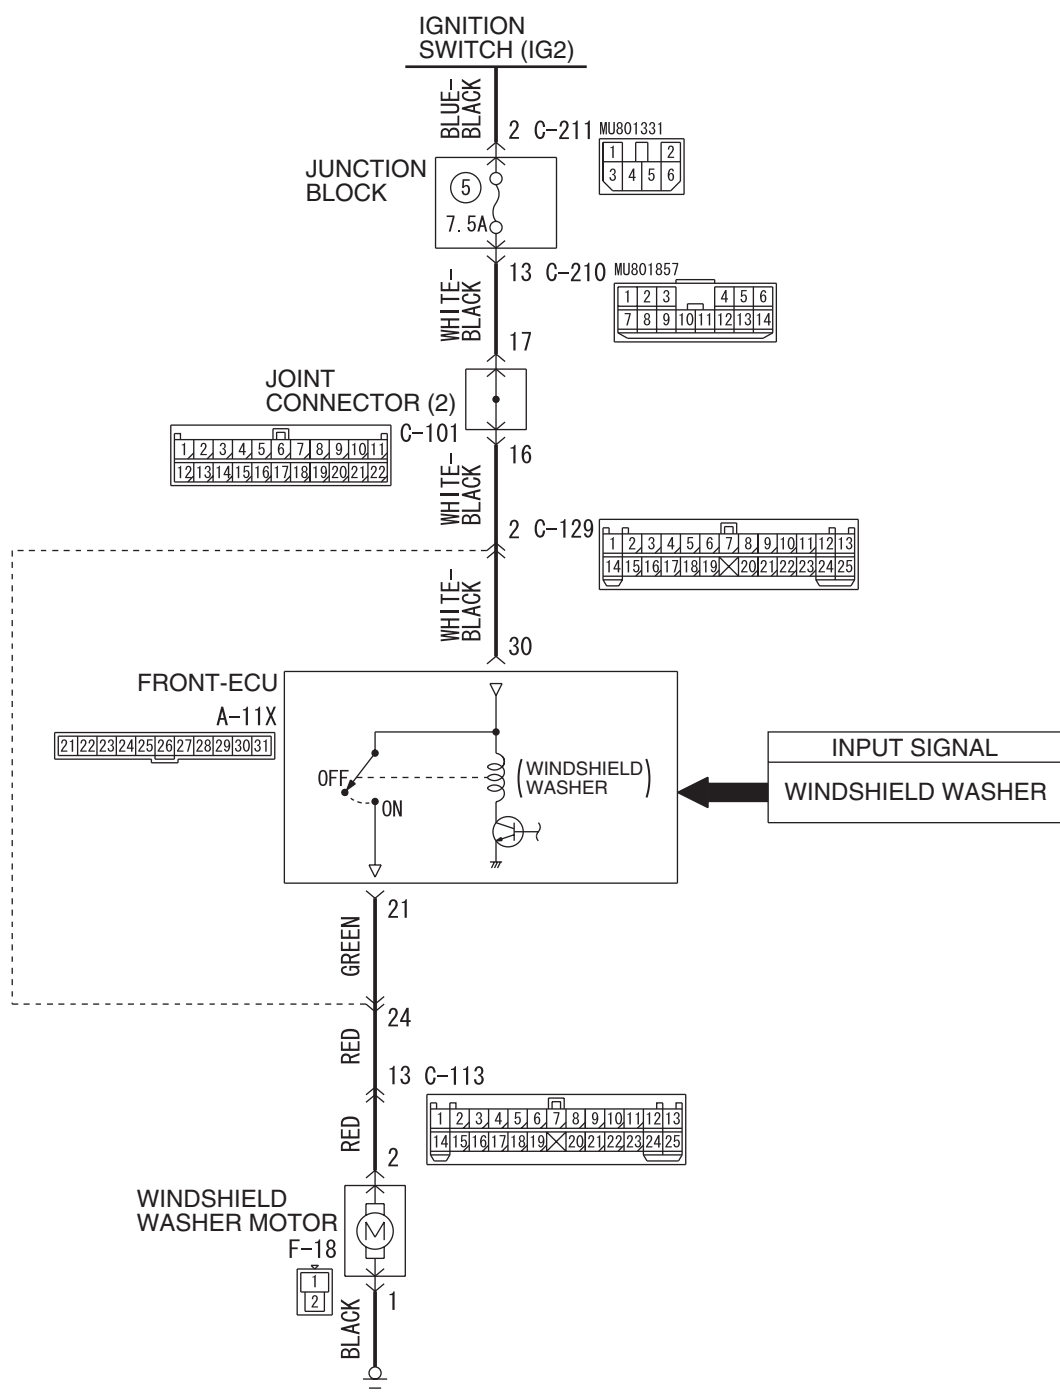 IGNITION
SWITCH (IG2)
BLUE-
BLACK
2 C-211 MU801331
1 2
3 4 5 6
JUNCTION
BLOCK
5
7.5A
13 C-210 MU801857
1 2 3 4 5 6
7 8 9 10 11 12 13 14
WHITE-
BLACK
17
JOINT
CONNECTOR (2)
C-101
1 2 3 4 5 6 7 8 9 10 11
12 13 14 15 16 17 18 19 20 21 22
16
WHITE-
BLACK
2 C-129
1 2 3 4 5 6 7 8 9 10 11 12 13
14 15 16 17 18 19 20 21 22 23 24 25
WHITE-
BLACK
30
FRONT-ECU
A-11X
21 22 23 24 25 26 27 28 29 30 31
OFF
ON
(WINDSHIELD
WASHER)
INPUT SIGNAL
WINDSHIELD WASHER
21
GREEN
24
RED
13 C-113
1 2 3 4 5 6 7 8 9 10 11 12 13
14 15 16 17 18 19 20 21 22 23 24 25
RED
2
WINDSHIELD
WASHER MOTOR
F-18
M
1
2
1
BLACK